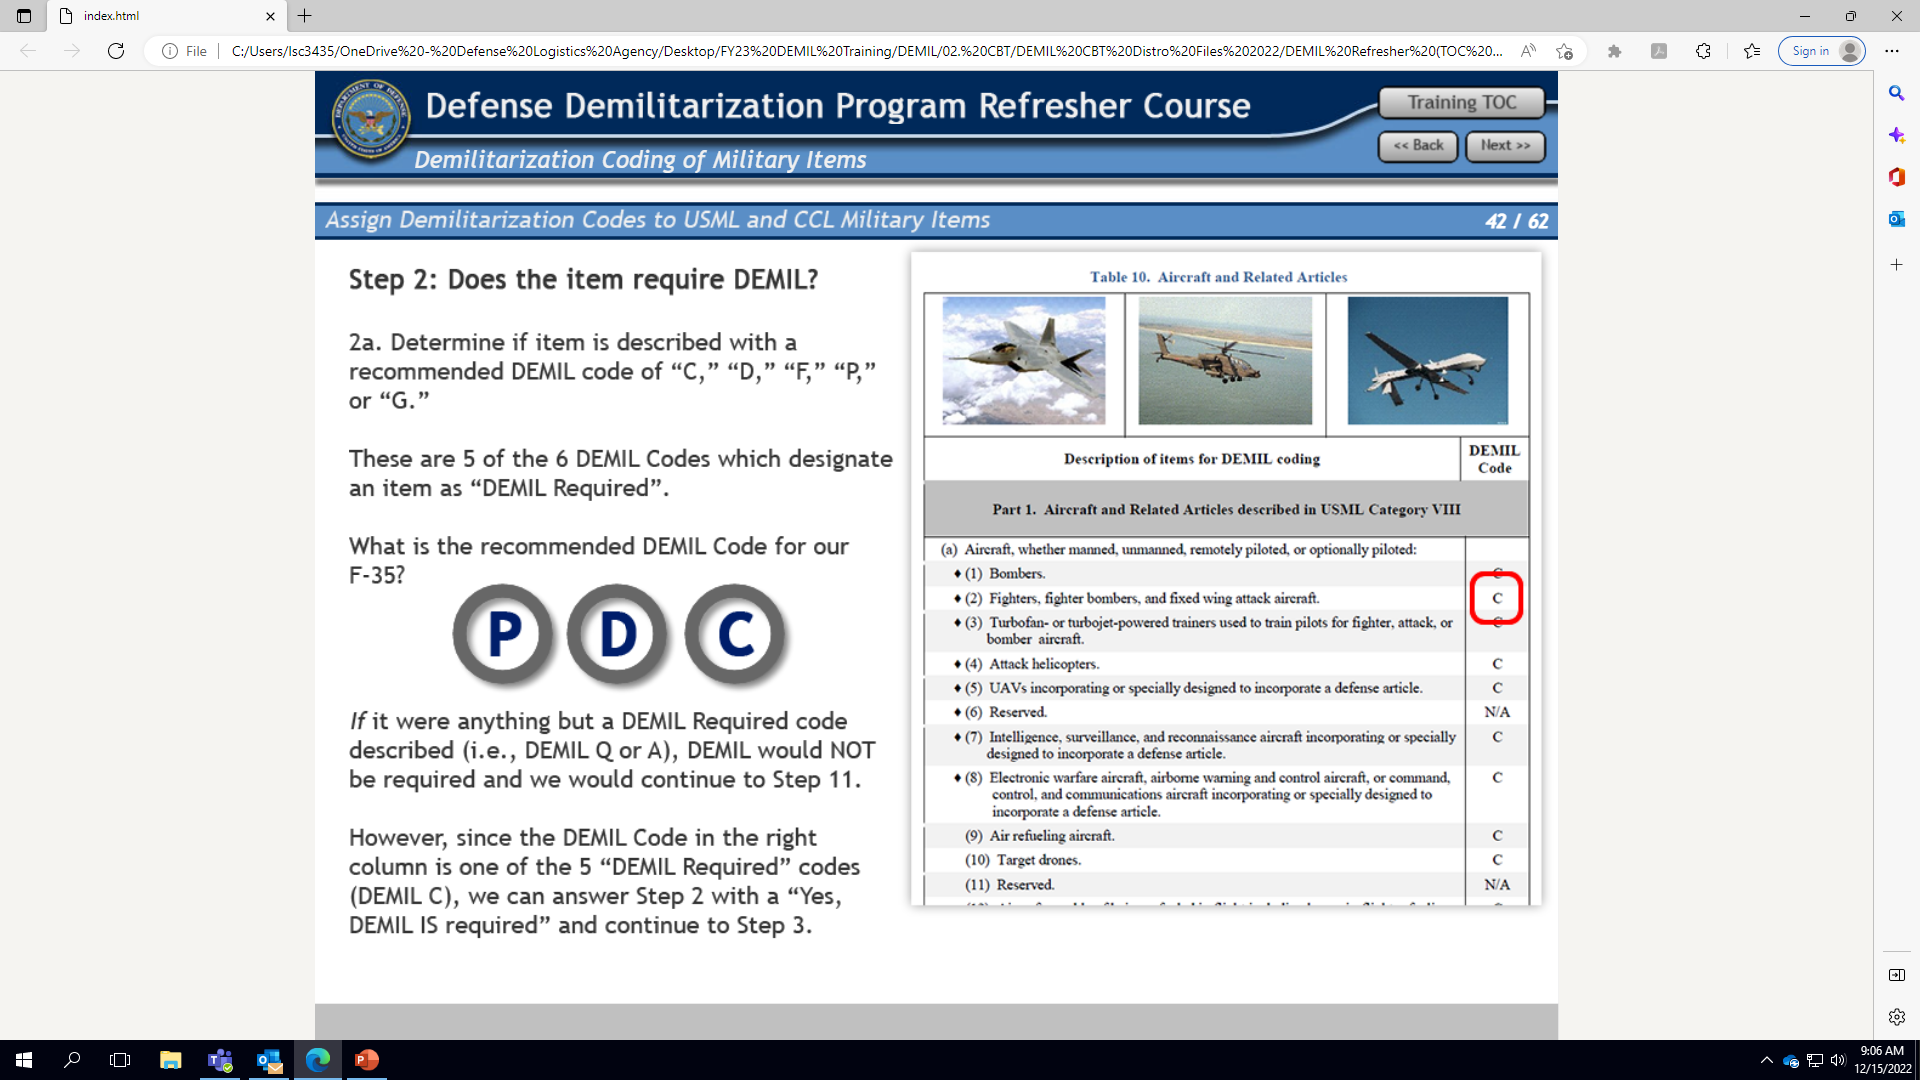 index.html
File
C:/Users/lsc3435/OneDrive%20-%20Defense%20Logistics%20Agency/Desktop/FY23%20DEMIL%20Training/DEMIL/02.%20CBT/DEMIL%20CBT%20Distro%20Files%202022/DEMIL%20Refresher%20(TOC%20...
Sign in
Defense Demilitarization Program Refresher Course
Training TOC
<< Back
Next >>
Demilitarization Coding of Military Items
Assign Demilitarization Codes to USML and CCL Military Items
42 / 62
Step 2: Does the item require DEMIL?
2a. Determine if item is described with a
recommended DEMIL code of “C,” “D,” “F,” “P,”
or “G.”
These are 5 of the 6 DEMIL Codes which designate
an item as “DEMIL Required”.
What is the recommended DEMIL Code for our
F-35?
P D C
If it were anything but a DEMIL Required code
described (i.e., DEMIL Q or A), DEMIL would NOT
be required and we would continue to Step 11.
However, since the DEMIL Code in the right
column is one of the 5 “DEMIL Required” codes
(DEMIL C), we can answer Step 2 with a “Yes,
DEMIL IS required” and continue to Step 3.
Table 10. Aircraft and Related Articles
Description of items for DEMIL coding
DEMIL
Code
Part 1. Aircraft and Related Articles described in USML Category VIII
(a) Aircraft, whether manned, unmanned, remotely piloted, or optionally piloted:
♦ (1) Bombers. C
♦ (2) Fighters, fighter bombers, and fixed wing attack aircraft. C
♦ (3) Turbofan- or turbojet-powered trainers used to train pilots for fighter, attack, or C
bomber aircraft.
♦ (4) Attack helicopters. C
♦ (5) UAVs incorporating or specially designed to incorporate a defense article. C
♦ (6) Reserved. N/A
♦ (7) Intelligence, surveillance, and reconnaissance aircraft incorporating or specially C
designed to incorporate a defense article.
♦ (8) Electronic warfare aircraft, airborne warning and control aircraft, or command, C
control, and communications aircraft incorporating or specially designed to
incorporate a defense article.
(9) Air refueling aircraft. C
(10) Target drones. C
(11) Reserved. N/A
9:06 AM
12/15/2022